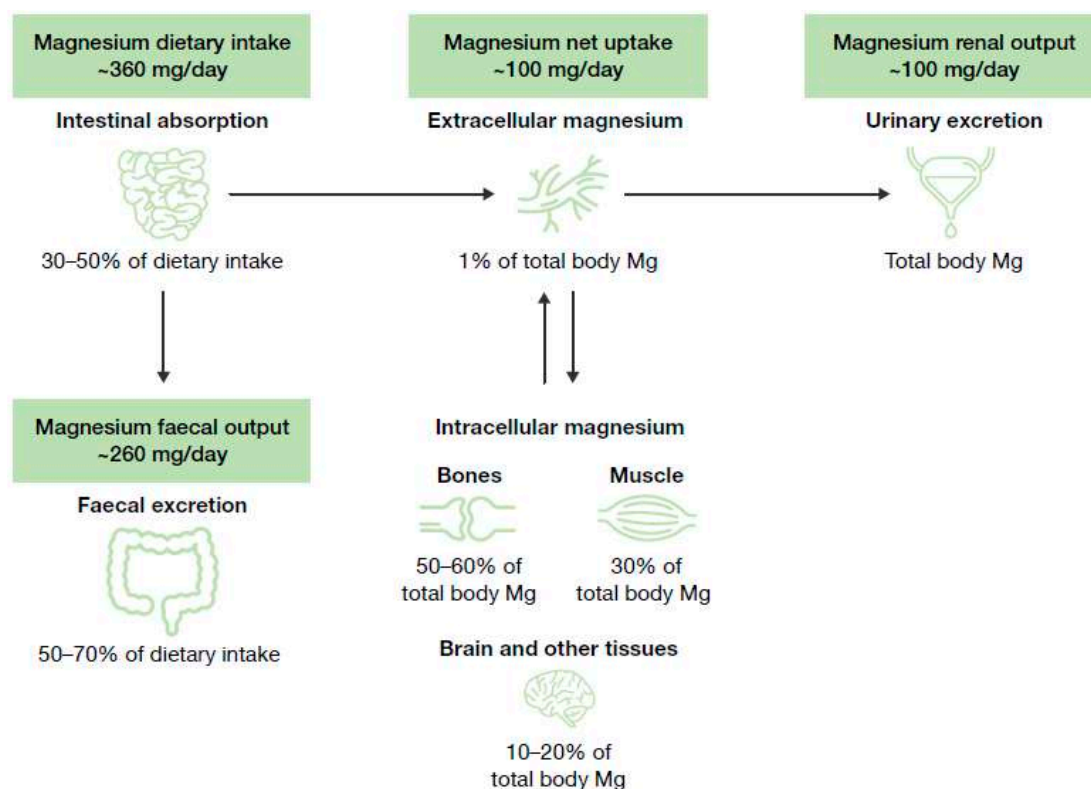 Magnesium dietary intake
~360 mg/day
Intestinal absorption
30–50% of dietary intake
Magnesium net uptake
~100 mg/day
Extracellular magnesium
1% of total body Mg
Magnesium renal output
~100 mg/day
Urinary excretion
Total body Mg
Magnesium faecal output
~260 mg/day
Faecal excretion
50–70% of dietary intake
Intracellular magnesium
Bones
50–60% of
total body Mg
Muscle
30% of
total body Mg
Brain and other tissues
10–20% of
total body Mg